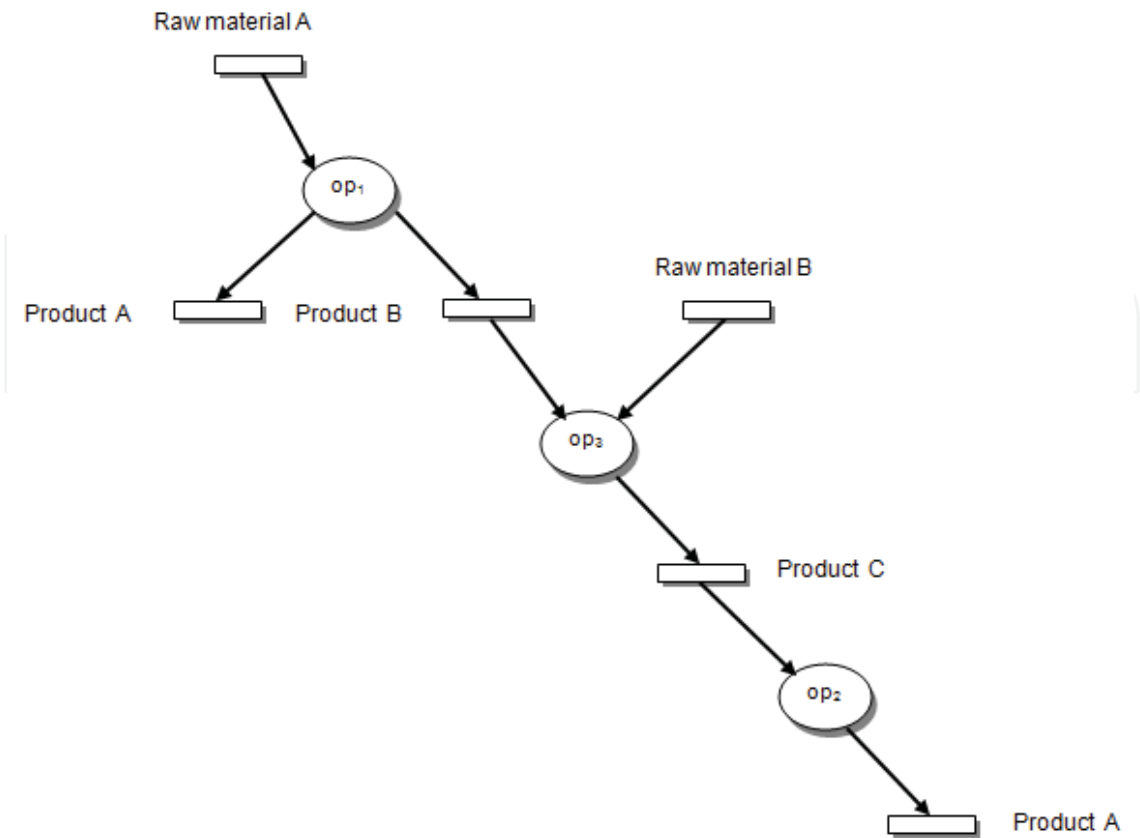 Raw material A
op₁
Raw material B
Product A
Product B
op₃
Product C
op₂
Product A